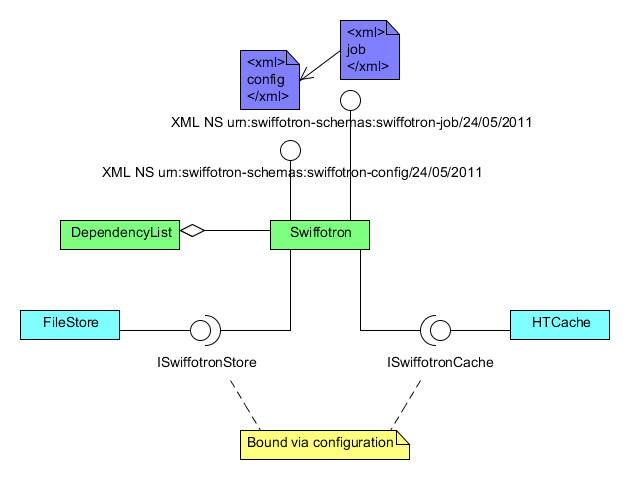 <xml>
job
</xml>
<xml>
config
</xml>
XML NS urn:swiffotron-schemas:swiffotron-job/24/05/2011
XML NS urn:swiffotron-schemas:swiffotron-config/24/05/2011
DependencyList
Swiffotron
FileStore
HTCache
ISwiffotronStore
ISwiffotronCache
Bound via configuration